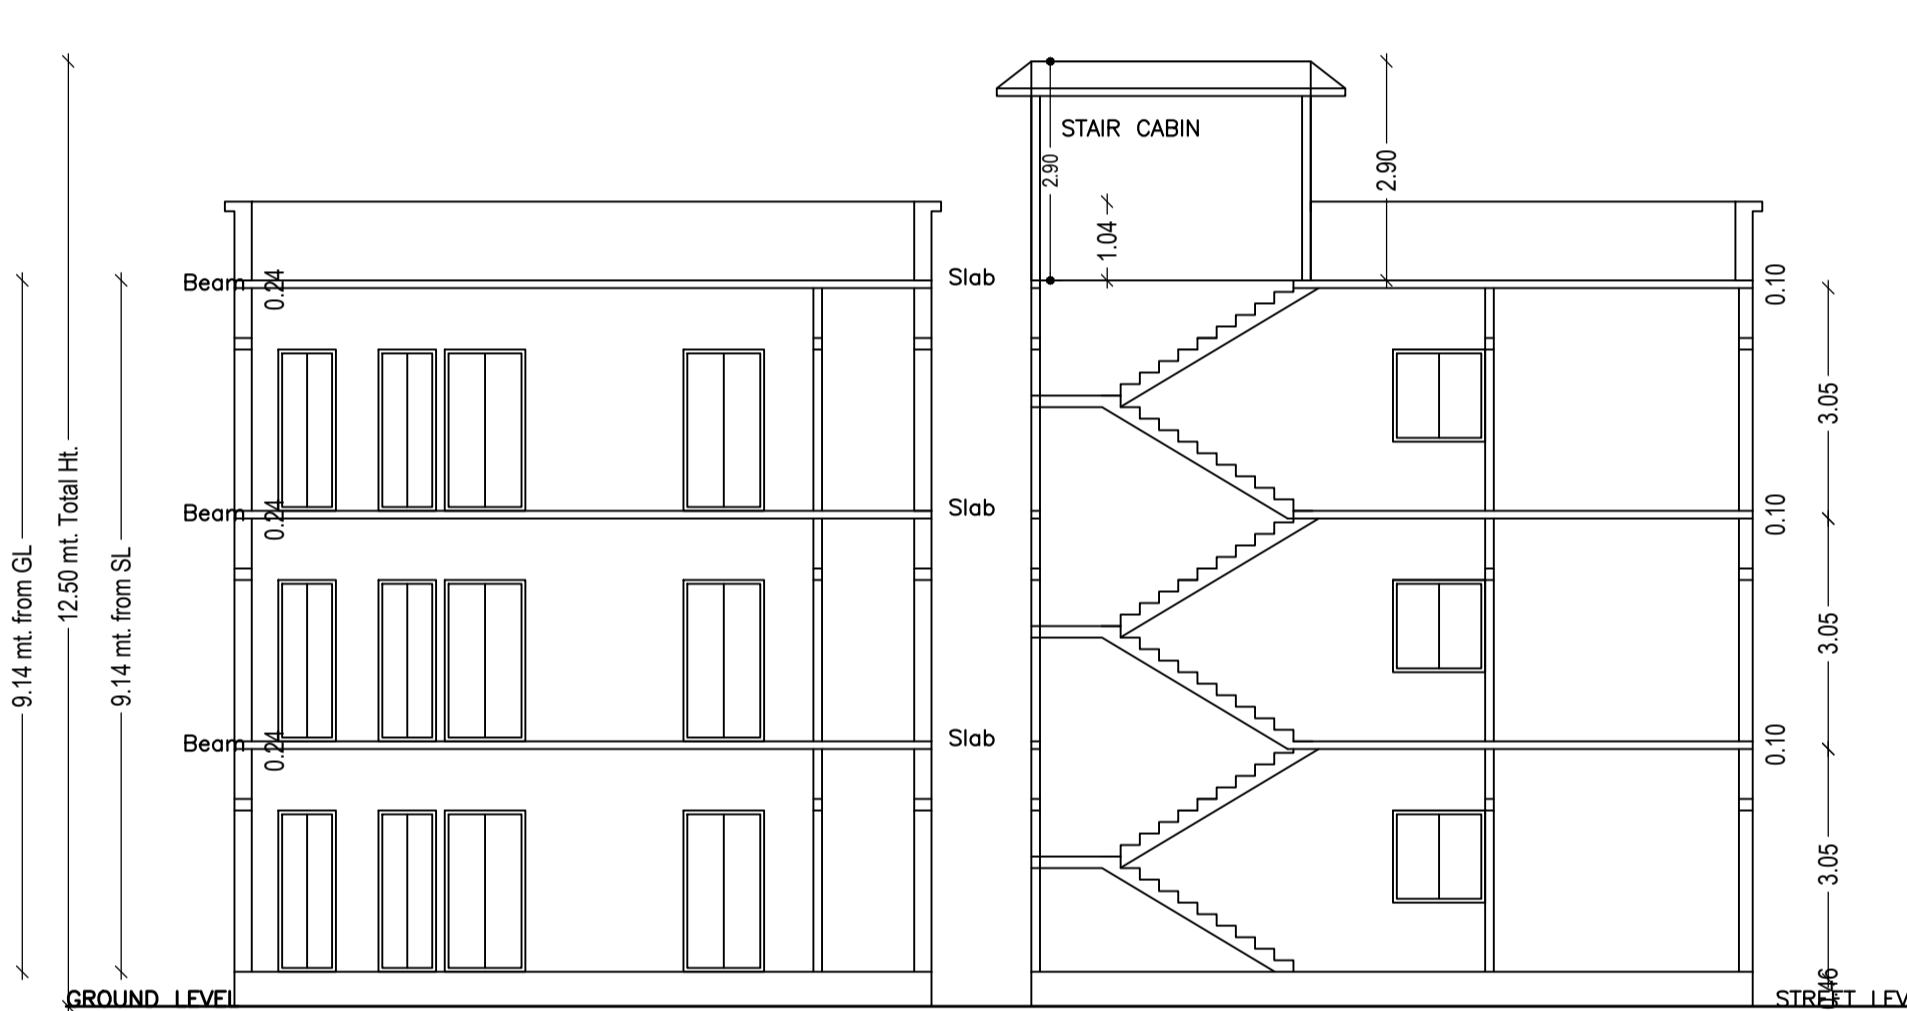 STAIR CABIN
2.90
2.90
1.04
Beam
0.24
Slab
0.10
3.05
12.50 mt. Total Ht.
9.14 mt. from GL
9.14 mt. from SL
Beam
0.24
Slab
0.10
3.05
Beam
0.24
Slab
0.10
3.05
0.46
GROUND LEVEL
STREET LEV